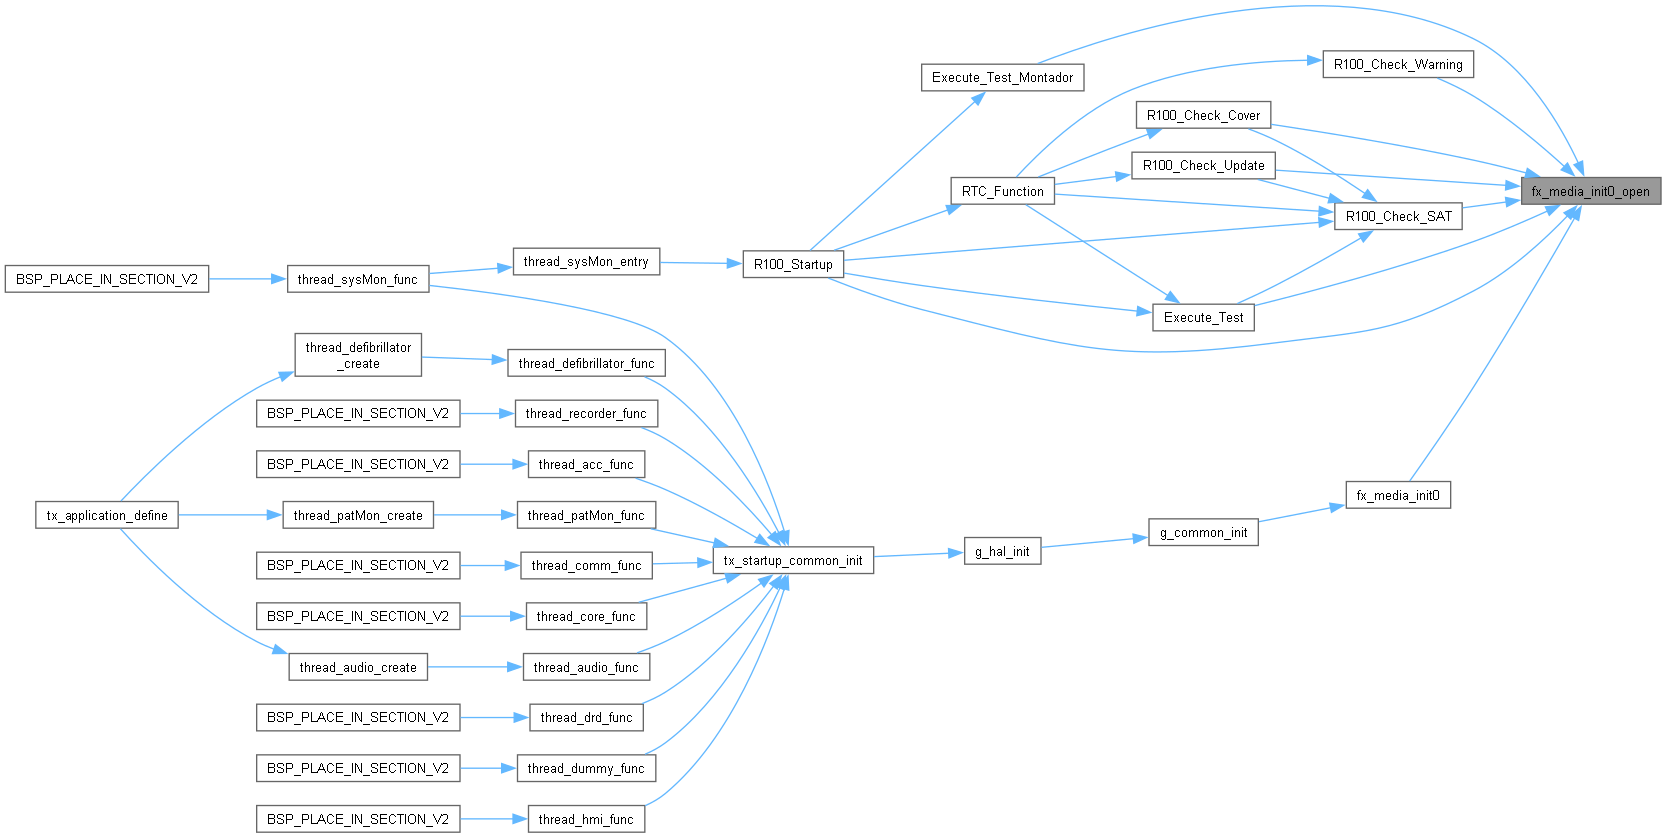 Execute_Test_Montador
R100_Check_Warning
R100_Check_Cover
R100_Check_Update
RTC_Function
fx_media_init0_open
R100_Check_SAT
BSP_PLACE_IN_SECTION_V2
thread_sysMon_func
thread_sysMon_entry
R100_Startup
Execute_Test
thread_defibrillator
_create
thread_defibrillator_func
BSP_PLACE_IN_SECTION_V2
thread_recorder_func
BSP_PLACE_IN_SECTION_V2
thread_acc_func
fx_media_init0
tx_application_define
thread_patMon_create
thread_patMon_func
g_common_init
g_hal_init
tx_startup_common_init
BSP_PLACE_IN_SECTION_V2
thread_comm_func
BSP_PLACE_IN_SECTION_V2
thread_core_func
thread_audio_create
thread_audio_func
BSP_PLACE_IN_SECTION_V2
thread_drd_func
BSP_PLACE_IN_SECTION_V2
thread_dummy_func
BSP_PLACE_IN_SECTION_V2
thread_hmi_func